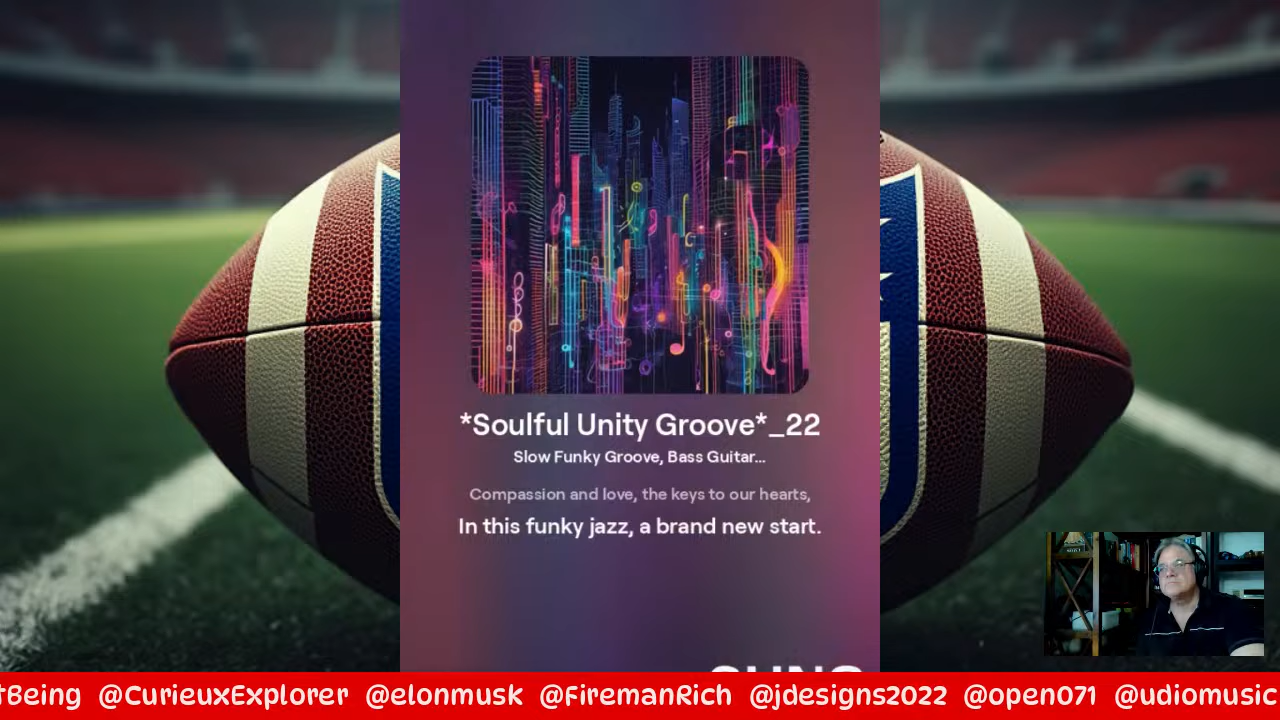 *Soulful Unity Groove*_22
Slow Funky Groove, Bass Guitar...
Compassion and love, the keys to our hearts,
In this funky jazz, a brand new start.
tBeing @CurieuxExplorer @elonmusk @FiremanRich @jdesigns2022 @open071 @udiomusic